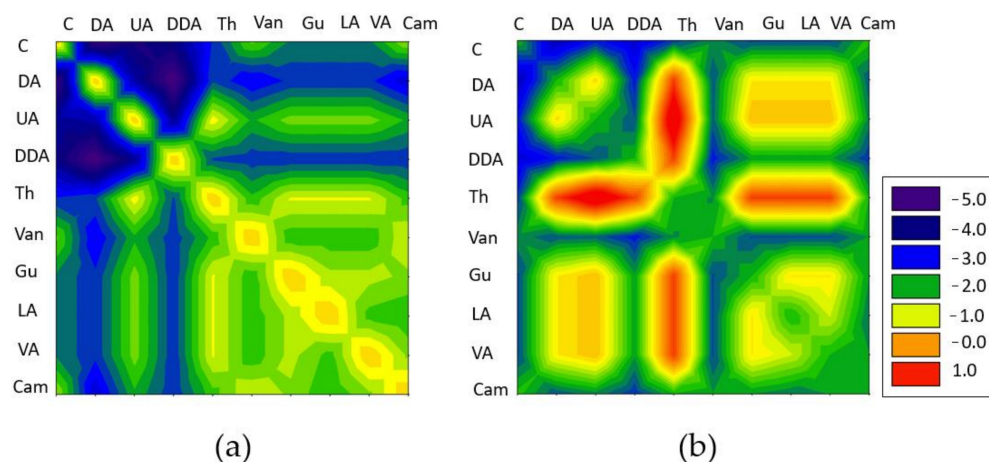 C DA UA DDA Th Van Gu LA VA Cam
C
DA
UA
DDA
Th
Van
Gu
LA
VA
Cam
C DA UA DDA Th Van Gu LA VA Cam
C
DA
UA
DDA
Th
Van
Gu
LA
VA
Cam
-5.0
-4.0
-3.0
-2.0
-1.0
-0.0
1.0
(a)
(b)